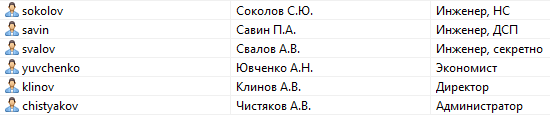 sokolov Соколов С.Ю. Инженер, НС
savin Савин П.А. Инженер, ДСП
svalov Свалов А.В. Инженер, секретно
yuvchenko Ювченко А.Н. Экономист
klinov Клинов А.В. Директор
chistyakov Чистяков А.В. Администратор